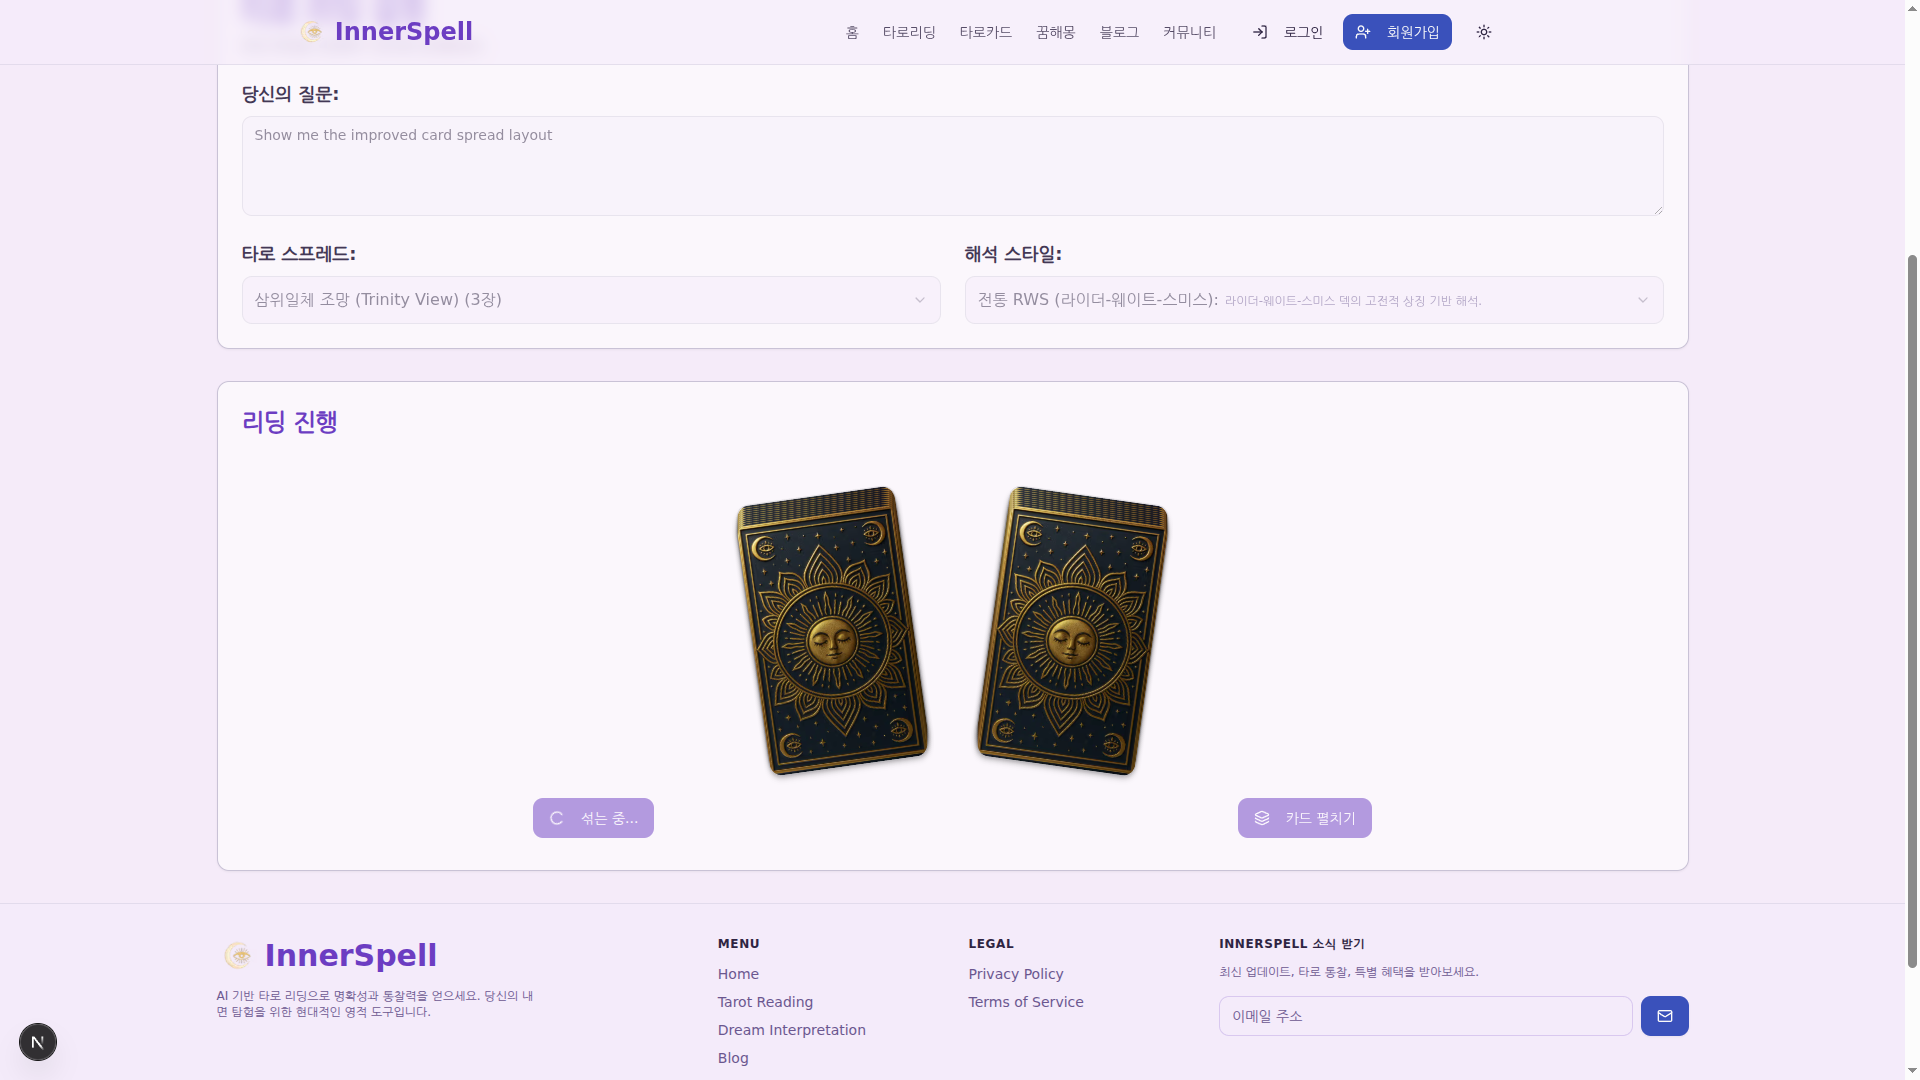 InnerSpell
홈
타로리딩
타로카드
꿈해몽
블로그
커뮤니티
로그인
회원가입
당신의 질문:
Show me the improved card spread layout
타로 스프레드:
해석 스타일:
삼위일체 조망 (Trinity View) (3장)
전통 RWS (라이더-웨이트-스미스): 라이더-웨이트-스미스 덱의 고전적 상징 기반 해석.
리딩 진행
섞는 중...
카드 펼치기
InnerSpell
AI 기반 타로 리딩으로 명확성과 통찰력을 얻으세요. 당신의 내
면 탐험을 위한 현대적인 영적 도구입니다.
MENU
Home
Tarot Reading
Dream Interpretation
Blog
LEGAL
Privacy Policy
Terms of Service
INNERSPELL 소식 받기
최신 업데이트, 타로 통찰, 특별 혜택을 받아보세요.
이메일 주소
N